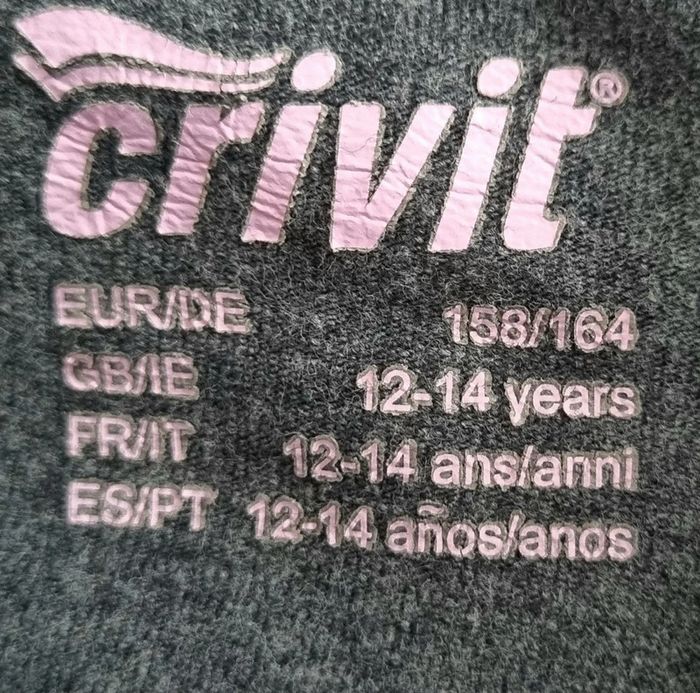 crivit®
EUR/DE 158/164
GB/IE 12-14 years
FR/IT 12-14 ans/anni
ES/PT 12-14 años/anos